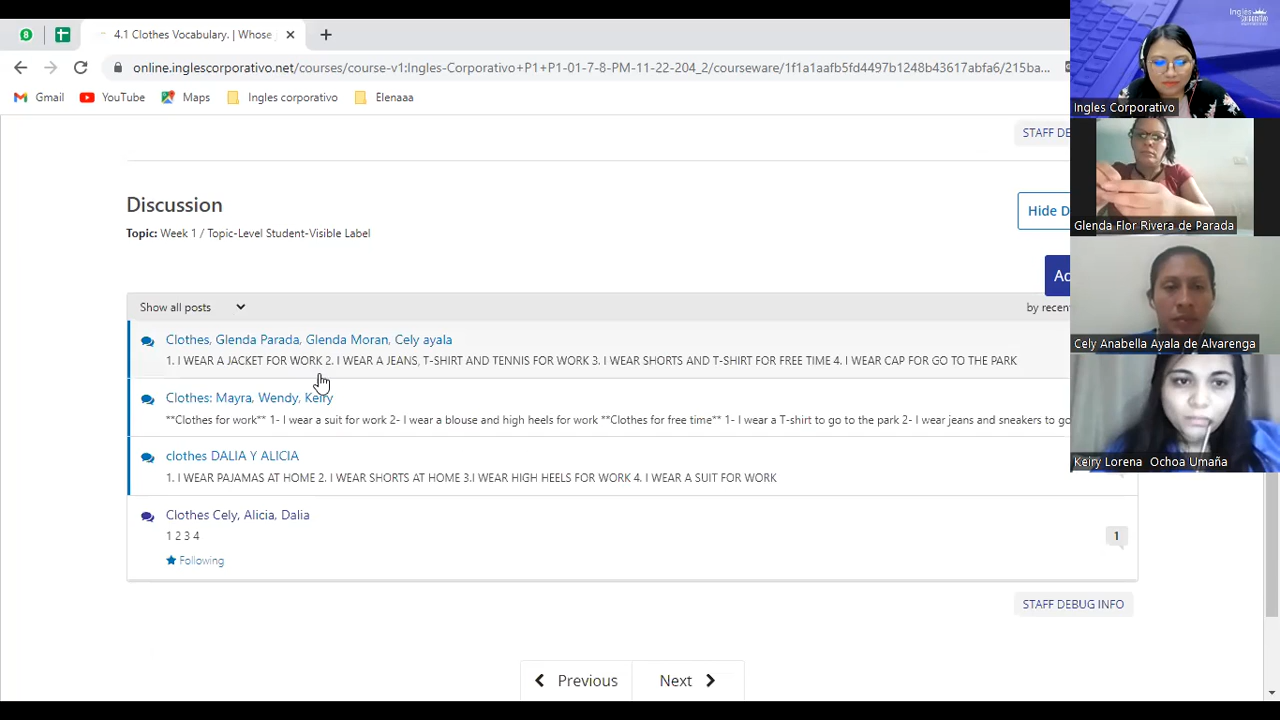 4.1 Clothes Vocabulary. | Whose
online.inglescorporativo.net/courses/course-v1:Ingles-Corporativo+P1+P1-01-7-8-PM-11-22-204_2/courseware/1f1a1aafb5fd4497b1248b43617abfa6/215ba...
Gmail YouTube Maps Ingles corporativo Elenaaa
STAFF DE
Discussion
Hide D
Topic: Week 1 / Topic-Level Student-Visible Label
Ad
Show all posts
by recent
Clothes, Glenda Parada, Glenda Moran, Cely ayala
1. I WEAR A JACKET FOR WORK 2. I WEAR A JEANS, T-SHIRT AND TENNIS FOR WORK 3. I WEAR SHORTS AND T-SHIRT FOR FREE TIME 4. I WEAR CAP FOR GO TO THE PARK
Clothes: Mayra, Wendy, Keiry
**Clothes for work** 1- I wear a suit for work 2- I wear a blouse and high heels for work **Clothes for free time** 1- I wear a T-shirt to go to the park 2- I wear jeans and sneakers to go
clothes DALIA Y ALICIA
1. I WEAR PAJAMAS AT HOME 2. I WEAR SHORTS AT HOME 3.I WEAR HIGH HEELS FOR WORK 4. I WEAR A SUIT FOR WORK
Clothes Cely, Alicia, Dalia
1 2 3 4
1
Following
STAFF DEBUG INFO
Previous
Next
Ingles
Corporativo
Ingles Corporativo
Glenda Flor Rivera de Parada
Cely Anabella Ayala de Alvarenga
Keiry Lorena Ochoa Umaña